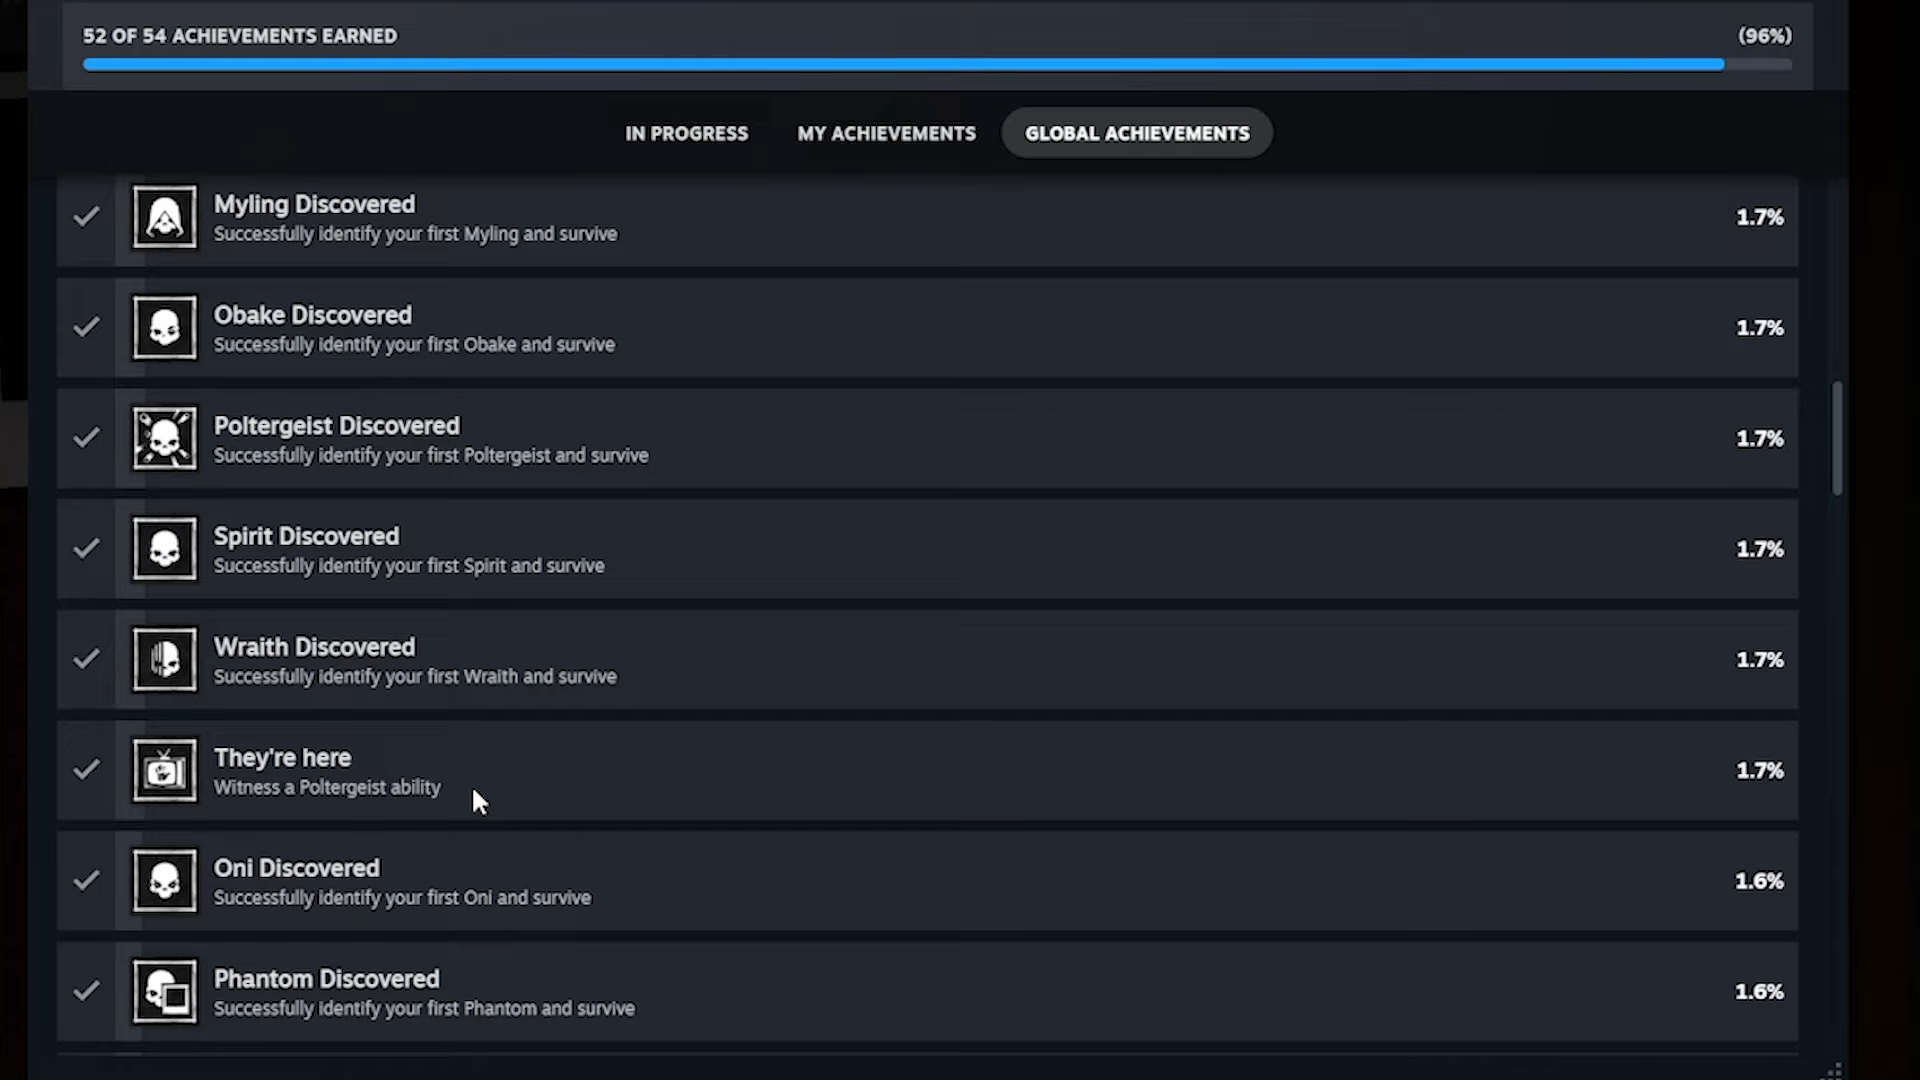 52 OF 54 ACHIEVEMENTS EARNED (96%)
IN PROGRESS MY ACHIEVEMENTS GLOBAL ACHIEVEMENTS
Myling Discovered
Successfully identify your first Myling and survive
1.7%
Obake Discovered
Successfully identify your first Obake and survive
1.7%
Poltergeist Discovered
Successfully identify your first Poltergeist and survive
1.7%
Spirit Discovered
Successfully identify your first Spirit and survive
1.7%
Wraith Discovered
Successfully identify your first Wraith and survive
1.7%
They're here
Witness a Poltergeist ability
1.7%
Oni Discovered
Successfully identify your first Oni and survive
1.6%
Phantom Discovered
Successfully identify your first Phantom and survive
1.6%